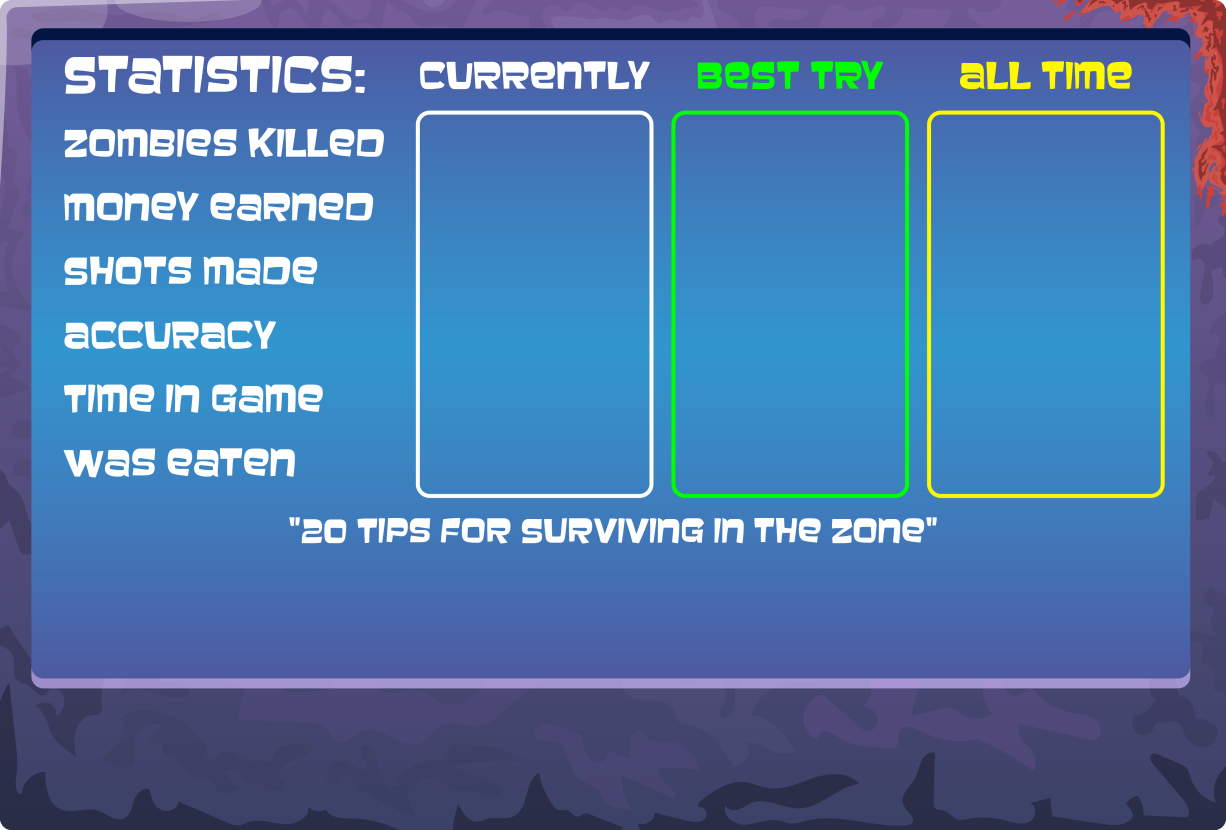 STATISTICS: CURRENTLY BEST TRY ALL TIME
ZOMBIES KILLED
MONEY EARNED
SHOTS MADE
ACCURACY
TIME IN GAME
WAS EATEN
"20 TIPS FOR SURVIVING IN THE ZONE"